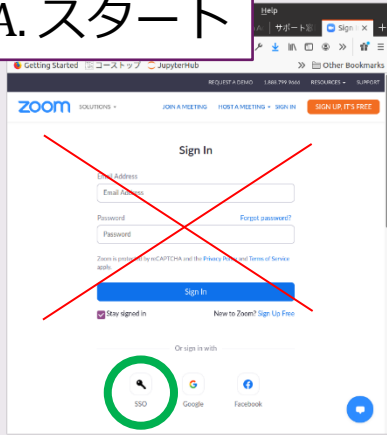 A. スタート
Help
サポート
Sign
Getting Started
コーストップ
JupyterHub
Other Bookmarks
REQUEST A DEMO 1.888.799.9666 RESOURCES SUPPORT
zoom SOLUTIONS JOIN A MEETING HOST A MEETING SIGN IN SIGN UP, IT'S FREE
Sign In
Email Address
Email Address
Password Forgot password?
Password
Zoom is protected by reCAPTCHA and the Privacy Policy and Terms of Service
apply.
Sign In
Stay signed in New to Zoom? Sign Up Free
Or sign in with
SSO Google Facebook